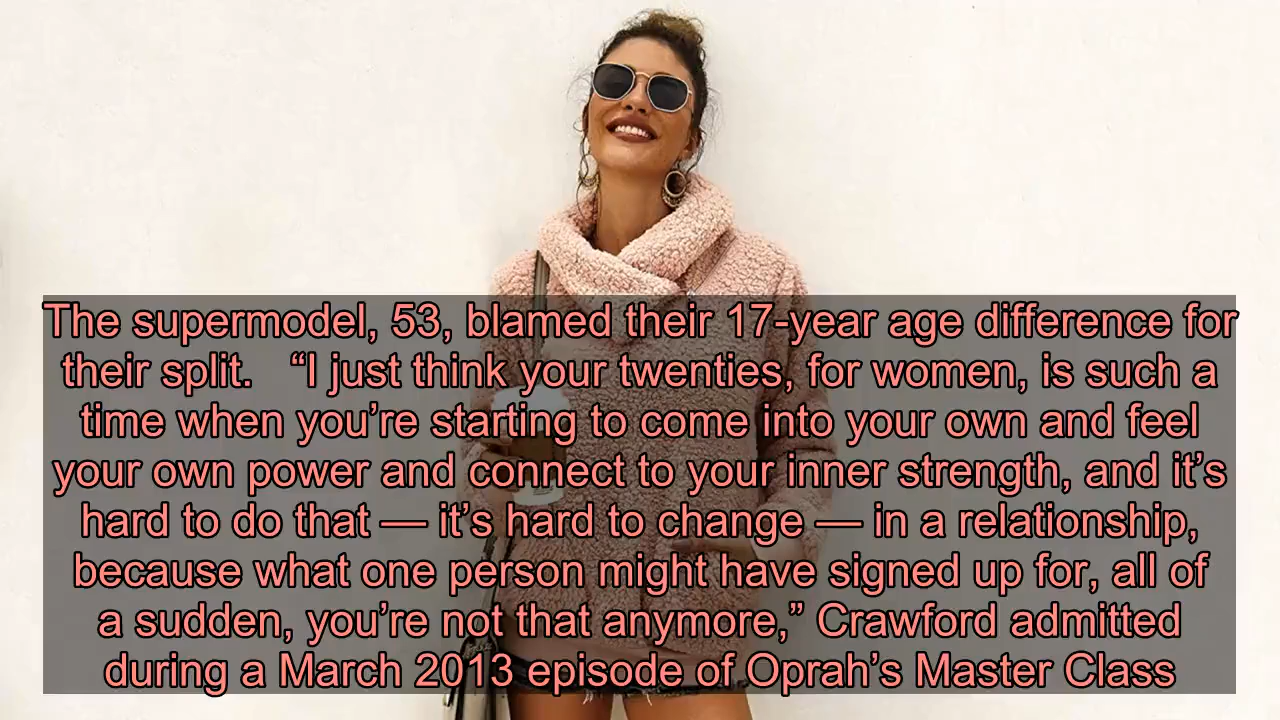 The supermodel, 53, blamed their 17-year age difference for
their split.   “I just think your twenties, for women, is such a
time when you’re starting to come into your own and feel
your own power and connect to your inner strength, and it’s
hard to do that — it’s hard to change — in a relationship,
because what one person might have signed up for, all of
a sudden, you’re not that anymore,” Crawford admitted
during a March 2013 episode of Oprah’s Master Class